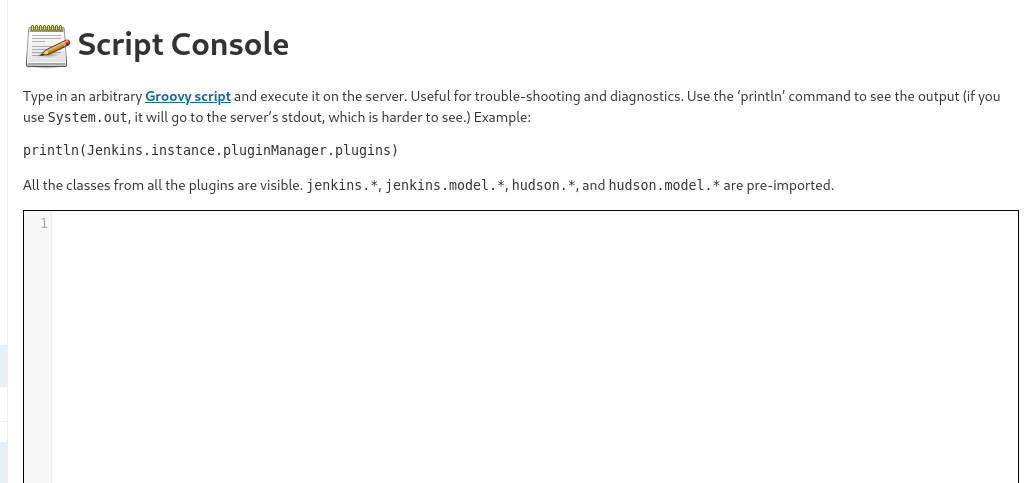 Script Console
Type in an arbitrary Groovy script and execute it on the server. Useful for trouble-shooting and diagnostics. Use the ‘println’ command to see the output (if you
use System.out, it will go to the server’s stdout, which is harder to see.) Example:
println(Jenkins.instance.pluginManager.plugins)
All the classes from all the plugins are visible. jenkins.*, jenkins.model.*, hudson.*, and hudson.model.* are pre-imported.
1